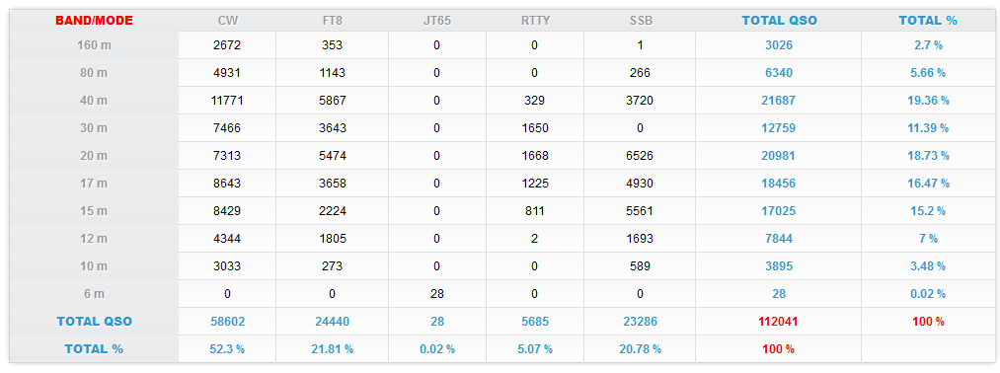 BAND/MODE CW FT8 JT65 RTTY SSB TOTAL QSO TOTAL %
160 m 2672 353 0 0 1 3026 2.7 %
80 m 4931 1143 0 0 266 6340 5.66 %
40 m 11771 5867 0 329 3720 21687 19.36 %
30 m 7466 3643 0 1650 0 12759 11.39 %
20 m 7313 5474 0 1668 6526 20981 18.73 %
17 m 8643 3658 0 1225 4930 18456 16.47 %
15 m 8429 2224 0 811 5561 17025 15.2 %
12 m 4344 1805 0 2 1693 7844 7 %
10 m 3033 273 0 0 589 3895 3.48 %
6 m 0 0 28 0 0 28 0.02 %
TOTAL QSO 58602 24440 28 5685 23286 112041 100 %
TOTAL % 52.3 % 21.81 % 0.02 % 5.07 % 20.78 % 100 %